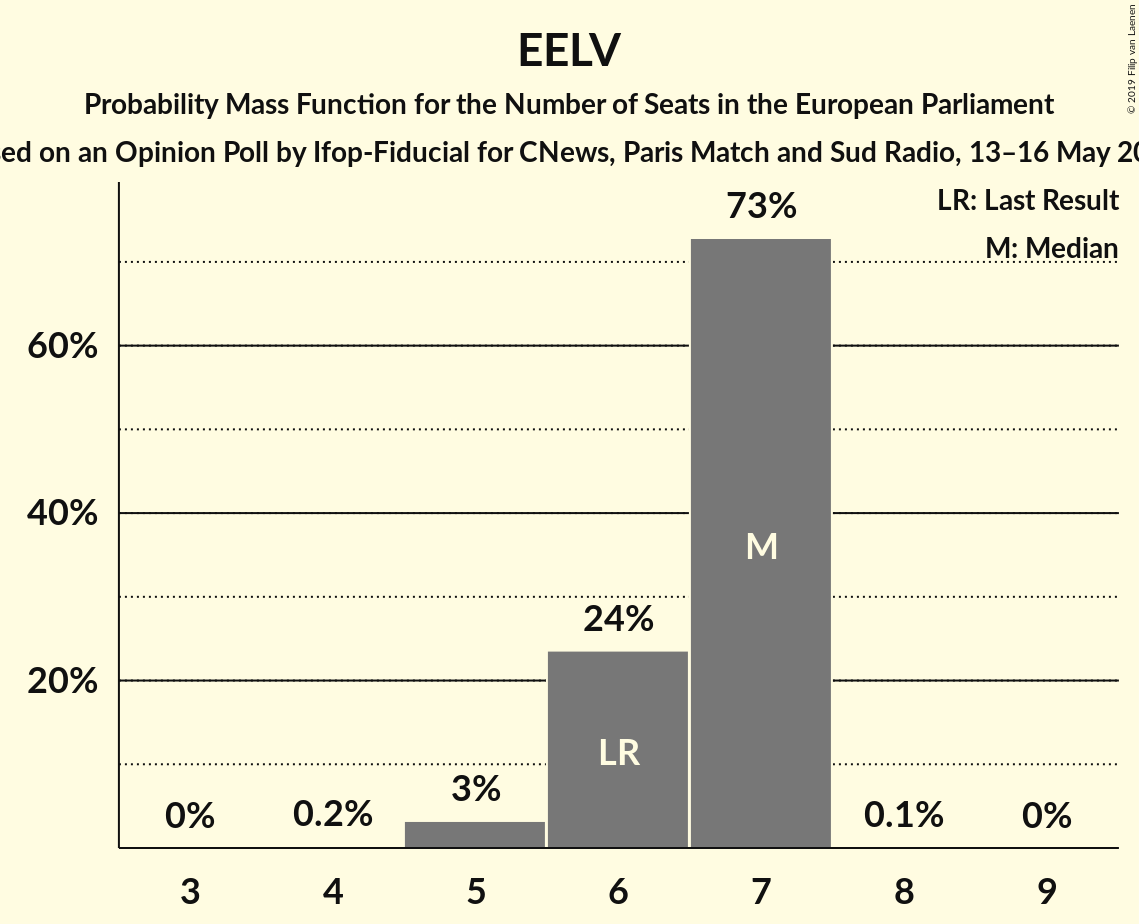 EELV
Probability Mass Function for the Number of Seats in the European Parliament
on an Opinion Poll by Ifop-Fiducial for CNews, Paris Match and Sud Radio, 13–16 May
© 2019 Filip van Laenen
LR: Last Result
M: Median
60%
40%
20%
0%
0.2%
3%
24%
73%
0.1%
0%
LR
M
3
4
5
6
7
8
9